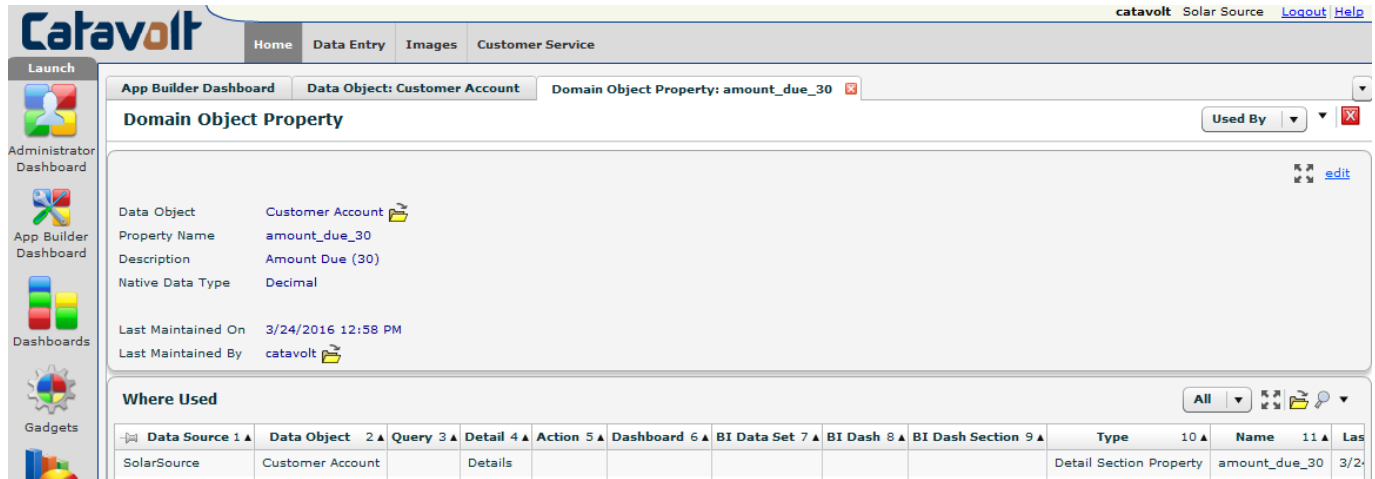 catavolt Solar Source Logout Help
Catavolt
Home Data Entry Images Customer Service
Launch
App Builder Dashboard Data Object: Customer Account Domain Object Property: amount_due_30
Domain Object Property Used By
Administrator
Dashboard
edit
Data Object Customer Account
Property Name amount_due_30
App Builder
Dashboard
Description Amount Due (30)
Native Data Type Decimal
Last Maintained On 3/24/2016 12:58 PM
Dashboards
Last Maintained By catavolt
Where Used All
Gadgets
Data Source 1 Data Object 2 Query 3 Detail 4 Action 5 Dashboard 6 BI Data Set 7 BI Dash 8 BI Dash Section 9 Type 10 Name 11 Las
SolarSource Customer Account Details Detail Section Property amount_due_30 3/2